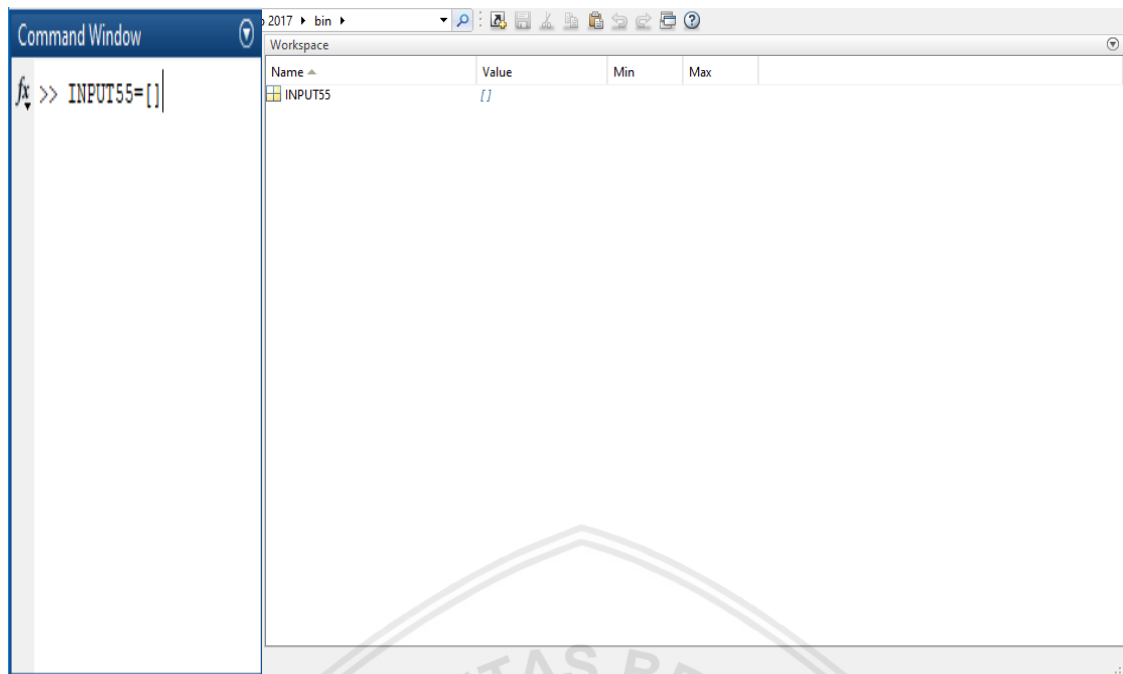 Command Window
fx >> INPUT55=[]
2017 ▸ bin ▸
Workspace
Name Value Min Max
INPUT55 []